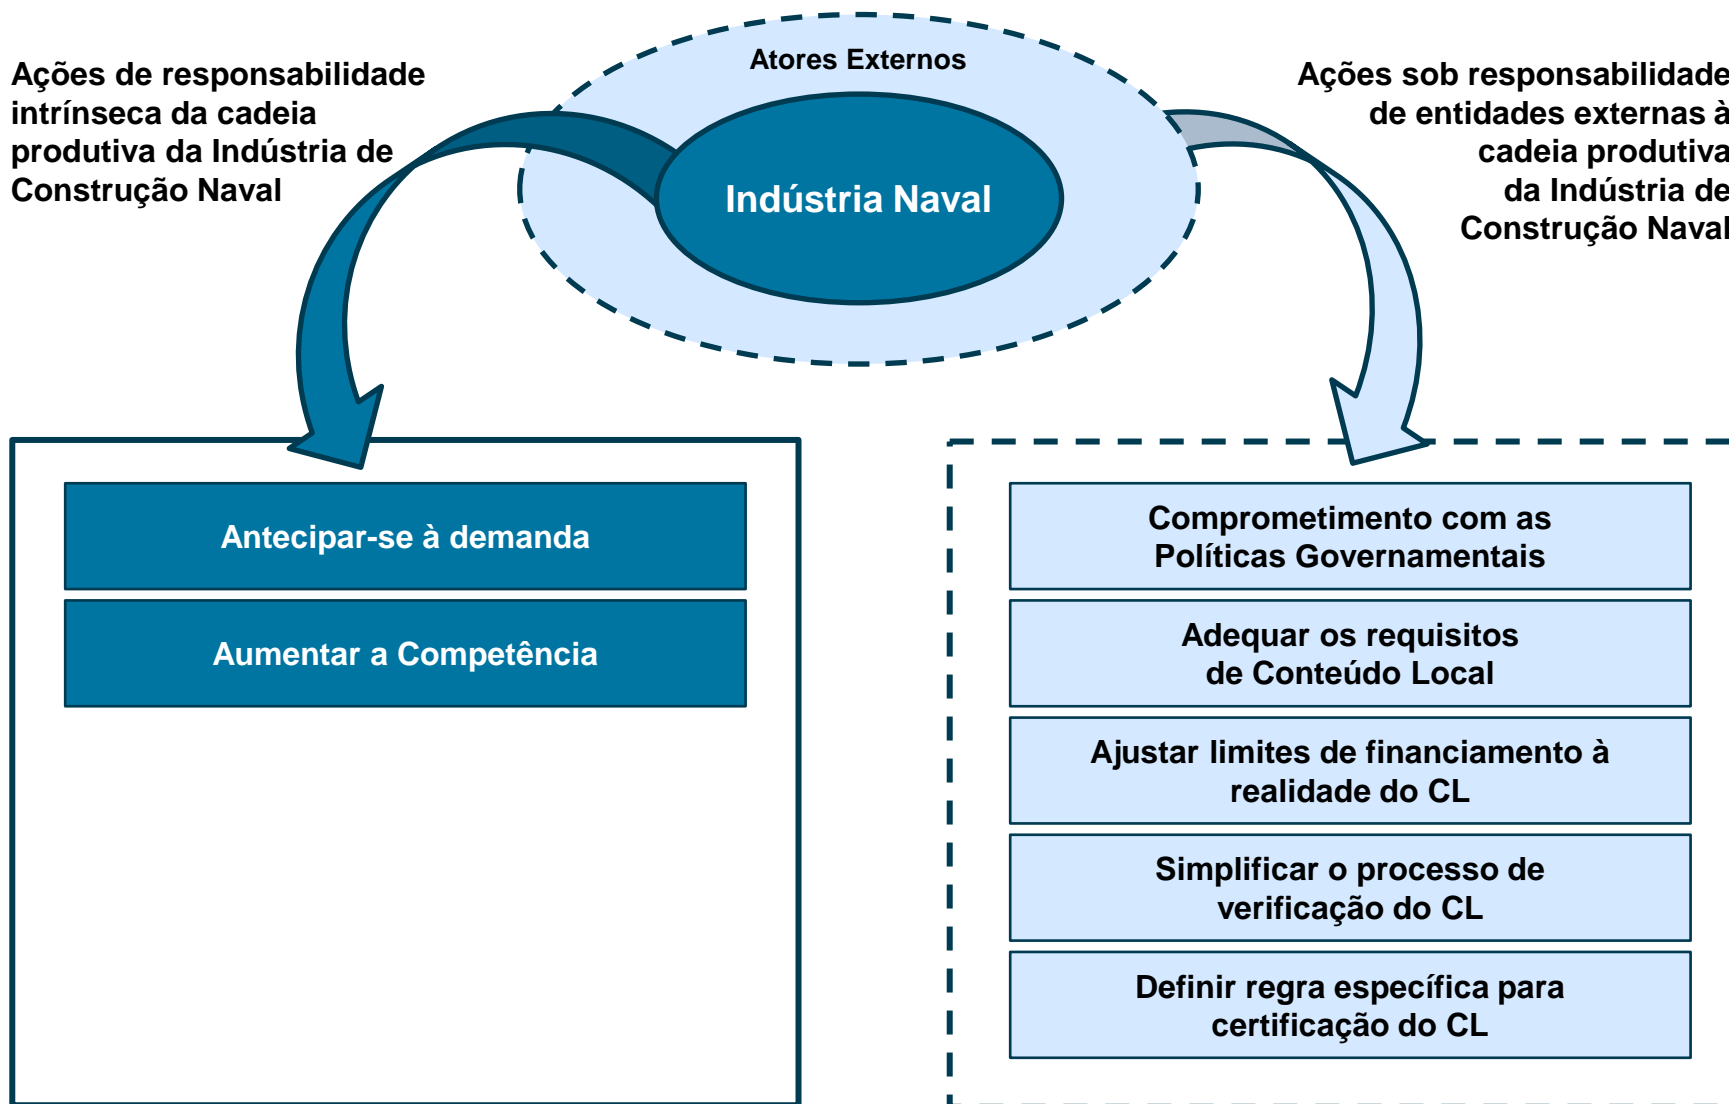 Atores Externos
Indústria Naval
Ações de responsabilidade
intrínseca da cadeia
produtiva da Indústria de
Construção Naval
Ações sob responsabilidade
de entidades externas à
cadeia produtiva
da Indústria de
Construção Naval
Antecipar-se à demanda
Aumentar a Competência
Comprometimento com as
Políticas Governamentais
Adequar os requisitos
de Conteúdo Local
Ajustar limites de financiamento à
realidade do CL
Simplificar o processo de
verificação do CL
Definir regra específica para
certificação do CL